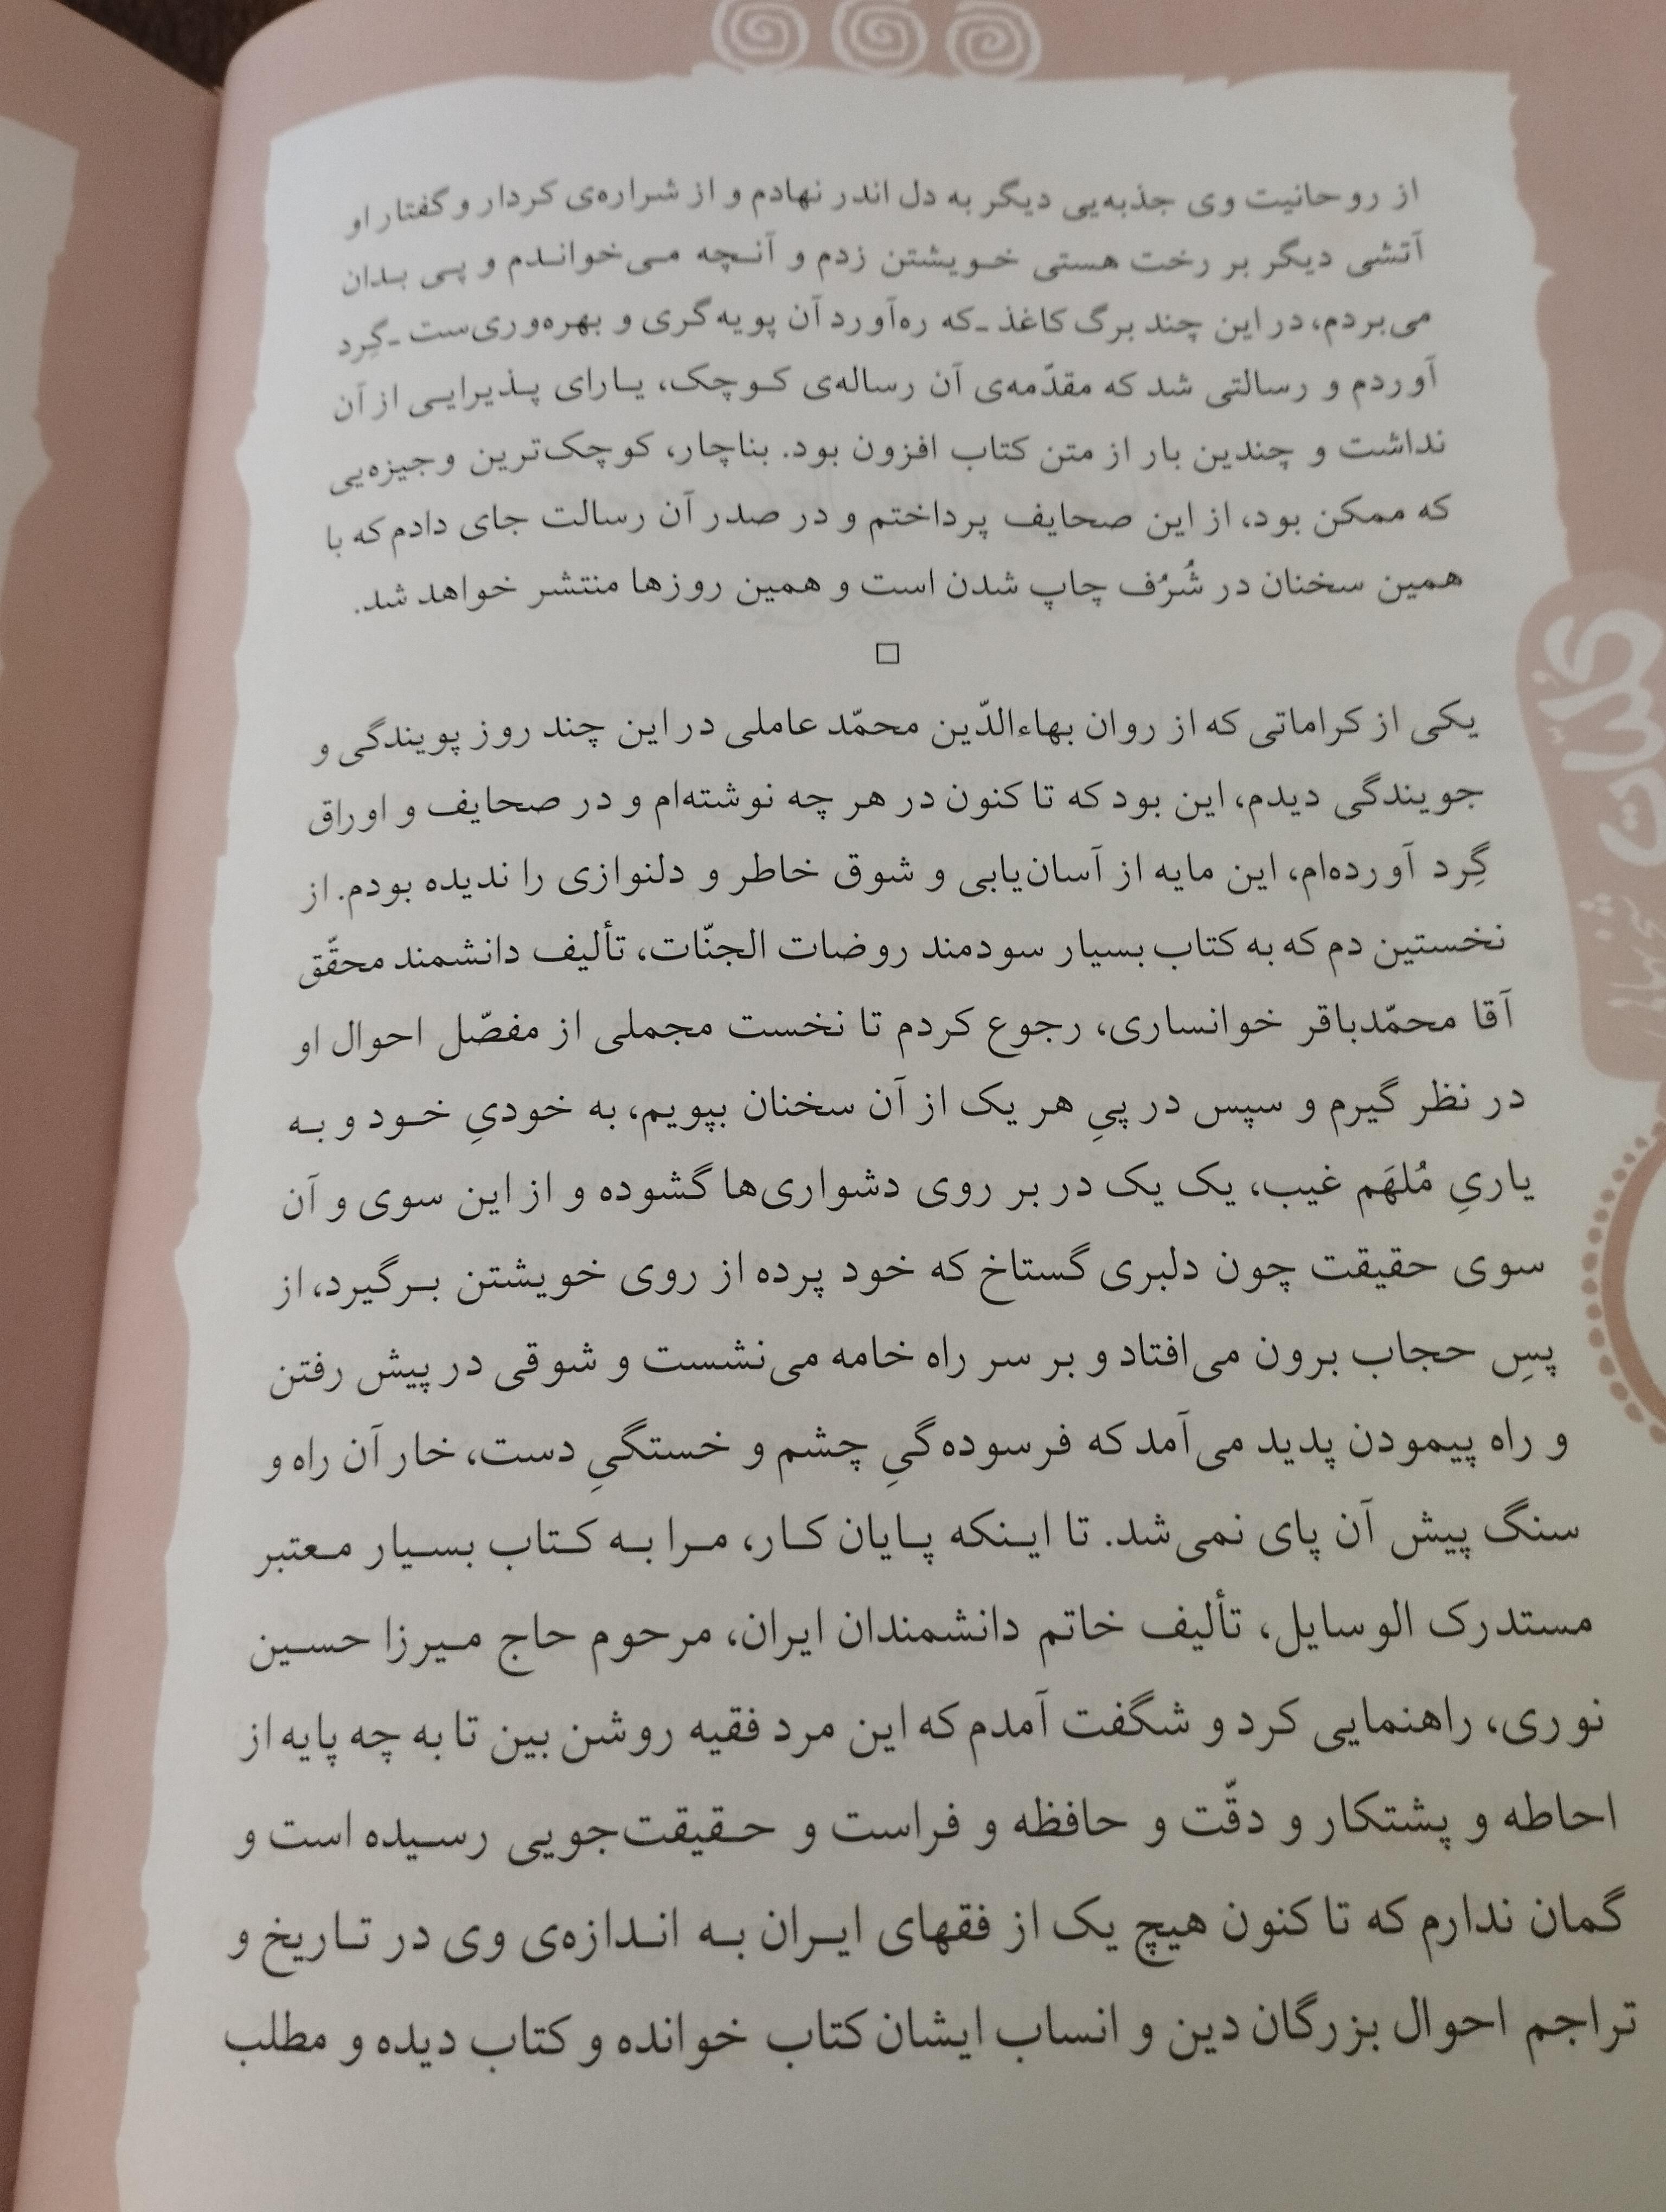 از روحانیت وی جذبه‌یی دیگر به دل اندر نهادم و از شراره‌ی کردار و گفتار او
آتشی دیگر بر رخت هستی خویشتن زدم و آنچه می‌خواندم و پی بدان
می‌بردم، در این چند برگ کاغذ ـ‌که ره‌آورد آن پویه‌گری و بهره‌وری‌ست ـ‌گِرد
آوردم و رسالتی شد که مقدّمه‌ی آن رساله‌ی کوچک، یارای پذیرایی از آن
نداشت و چندین بار از متن کتاب افزون بود. بناچار، کوچک‌ترین وجیزه‌یی
که ممکن بود، از این صحایف پرداختم و در صدر آن رسالت جای دادم که با
همین سخنان در شُرُف چاپ شدن است و همین روزها منتشر خواهد شد.
□
یکی از کراماتی که از روان بهاءالدّین محمّد عاملی در این چند روز پویندگی و
جویندگی دیدم، این بود که تا کنون در هر چه نوشته‌ام و در صحایف و اوراق
گِرد آورده‌ام، این مایه از آسان‌یابی و شوق خاطر و دلنوازی را ندیده بودم. از
نخستین دم که به کتاب بسیار سودمند روضات الجنّات، تألیف دانشمند محقّق
آقا محمّدباقر خوانساری، رجوع کردم تا نخست مجملی از مفصّل احوال او
در نظر گیرم و سپس در پیِ هر یک از آن سخنان بپویم، به خودیِ خود و به
یاریِ مُلهَم غیب، یک یک در بر روی دشواری‌ها گشوده و از این سوی و آن
سوی حقیقت چون دلبری گستاخ که خود پرده از روی خویشتن برگیرد، از
پسِ حجاب برون می‌افتاد و بر سر راه خامه می‌نشست و شوقی در پیش رفتن
و راه پیمودن پدید می‌آمد که فرسوده‌گیِ چشم و خستگیِ دست، خار آن راه و
سنگ پیش آن پای نمی‌شد. تا اینکه پایان کار، مرا به کتاب بسیار معتبر
مستدرک الوسایل، تألیف خاتم دانشمندان ایران، مرحوم حاج میرزا حسین
نوری، راهنمایی کرد و شگفت آمدم که این مرد فقیه روشن بین تا به چه پایه از
احاطه و پشتکار و دقّت و حافظه و فراست و حقیقت‌جویی رسیده است و
گمان ندارم که تا کنون هیچ یک از فقهای ایران به اندازه‌ی وی در تاریخ و
تراجم احوال بزرگان دین و انساب ایشان کتاب خوانده و کتاب دیده و مطلب
کلیات